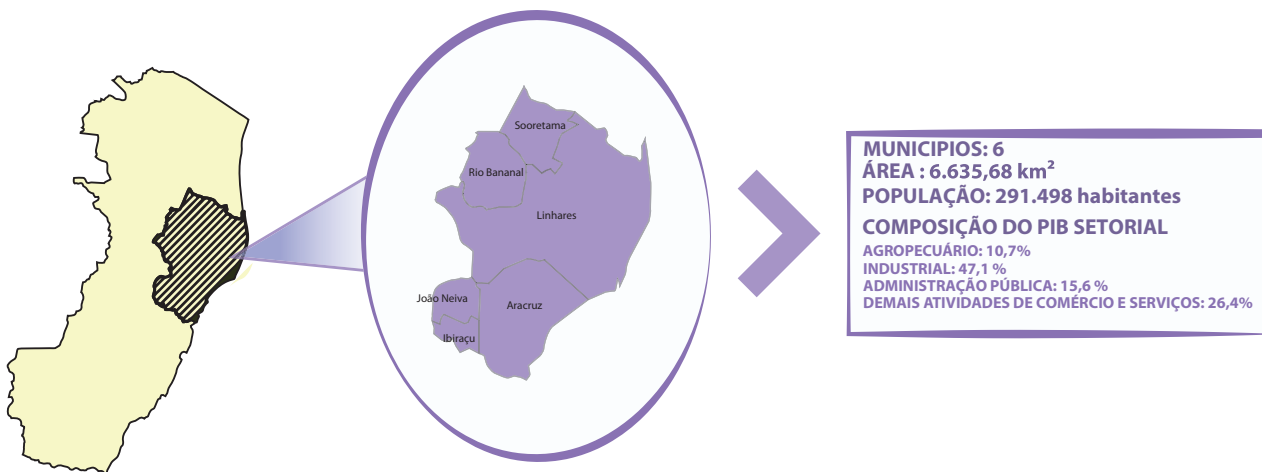 Sooretama
Rio Bananal
Linhares
João Neiva
Aracruz
Ibiraçu
MUNICIPIOS: 6
ÁREA : 6.635,68 km²
POPULAÇÃO: 291.498 habitantes
COMPOSIÇÃO DO PIB SETORIAL
AGROPECUÁRIO: 10,7%
INDUSTRIAL: 47,1 %
ADMINISTRAÇÃO PÚBLICA: 15,6 %
DEMAIS ATIVIDADES DE COMÉRCIO E SERVIÇOS: 26,4%